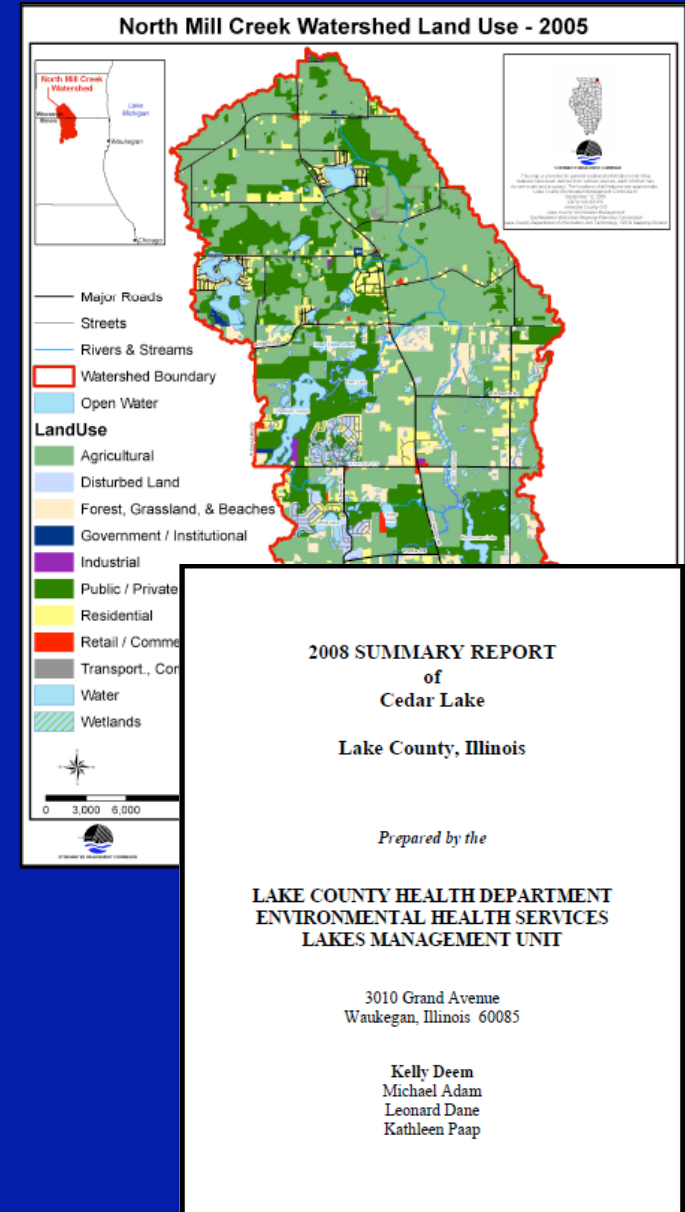 North Mill Creek Watershed Land Use - 2005
North Mill Creek
Watershed
Lake
Michigan
Wisconsin
Illinois
Waukegan
Chicago
Major Roads
Streets
Rivers & Streams
Watershed Boundary
Open Water
LandUse
Agricultural
Disturbed Land
Forest, Grassland, & Beaches
Government / Institutional
Industrial
Public / Private
Residential
Retail / Comme
Transport., Con
Water
Wetlands
0 3,000 6,000
2008 SUMMARY REPORT
of
Cedar Lake
Lake County, Illinois
Prepared by the
LAKE COUNTY HEALTH DEPARTMENT
ENVIRONMENTAL HEALTH SERVICES
LAKES MANAGEMENT UNIT
3010 Grand Avenue
Waukegan, Illinois 60085
Kelly Deem
Michael Adam
Leonard Dane
Kathleen Paap